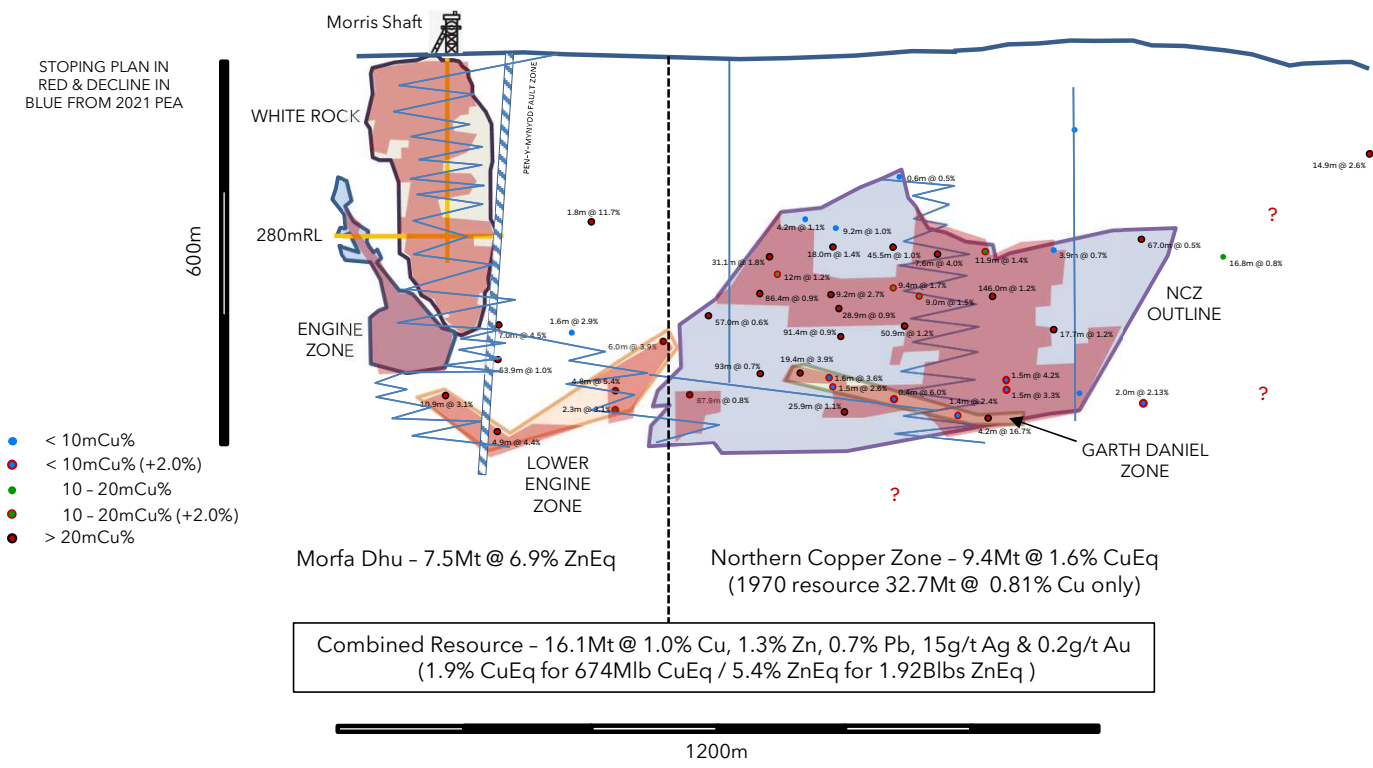 Morris Shaft
STOPING PLAN IN
RED & DECLINE IN
BLUE FROM 2021 PEA
WHITE ROCK
PEN-Y-MYNYDD FAULT ZONE
14.9m @ 2.6%
0.6m @ 0.5%
1.8m @ 11.7%
?
4.2m @ 1.1%
9.2m @ 1.0%
280mRL
600m
67.0m @ 0.5%
18.0m @ 1.4%
45.5m @ 1.0%
7.6m @ 4.0%
11.9m @ 1.4%
3.9m @ 0.7%
31.1m @ 1.8%
16.8m @ 0.8%
12m @ 1.2%
9.4m @ 1.7%
146.0m @ 1.2%
86.4m @ 0.9%
9.2m @ 2.7%
9.0m @ 1.5%
NCZ
OUTLINE
28.9m @ 0.9%
57.0m @ 0.6%
1.6m @ 2.9%
ENGINE
ZONE
7.0m @ 4.5%
91.4m @ 0.9%
50.9m @ 1.2%
17.7m @ 1.2%
6.0m @ 3.9%
19.4m @ 3.9%
53.9m @ 1.0%
93m @ 0.7%
1.6m @ 3.6%
1.5m @ 4.2%
4.8m @ 5.4%
1.5m @ 2.6%
0.4m @ 6.0%
1.5m @ 3.3%
2.0m @ 2.13%
?
10.9m @ 3.1%
2.3m @ 3.1%
87.9m @ 0.8%
25.9m @ 1.1%
1.4m @ 2.4%
4.2m @ 16.7%
4.9m @ 4.4%
GARTH DANIEL
ZONE
LOWER
ENGINE
ZONE
?
< 10mCu%
< 10mCu% (+2.0%)
10 – 20mCu%
10 – 20mCu% (+2.0%)
> 20mCu%
Morfa Dhu – 7.5Mt @ 6.9% ZnEq
Northern Copper Zone – 9.4Mt @ 1.6% CuEq
(1970 resource 32.7Mt @ 0.81% Cu only)
Combined Resource – 16.1Mt @ 1.0% Cu, 1.3% Zn, 0.7% Pb, 15g/t Ag & 0.2g/t Au
(1.9% CuEq for 674Mlb CuEq / 5.4% ZnEq for 1.92Blbs ZnEq )
1200m